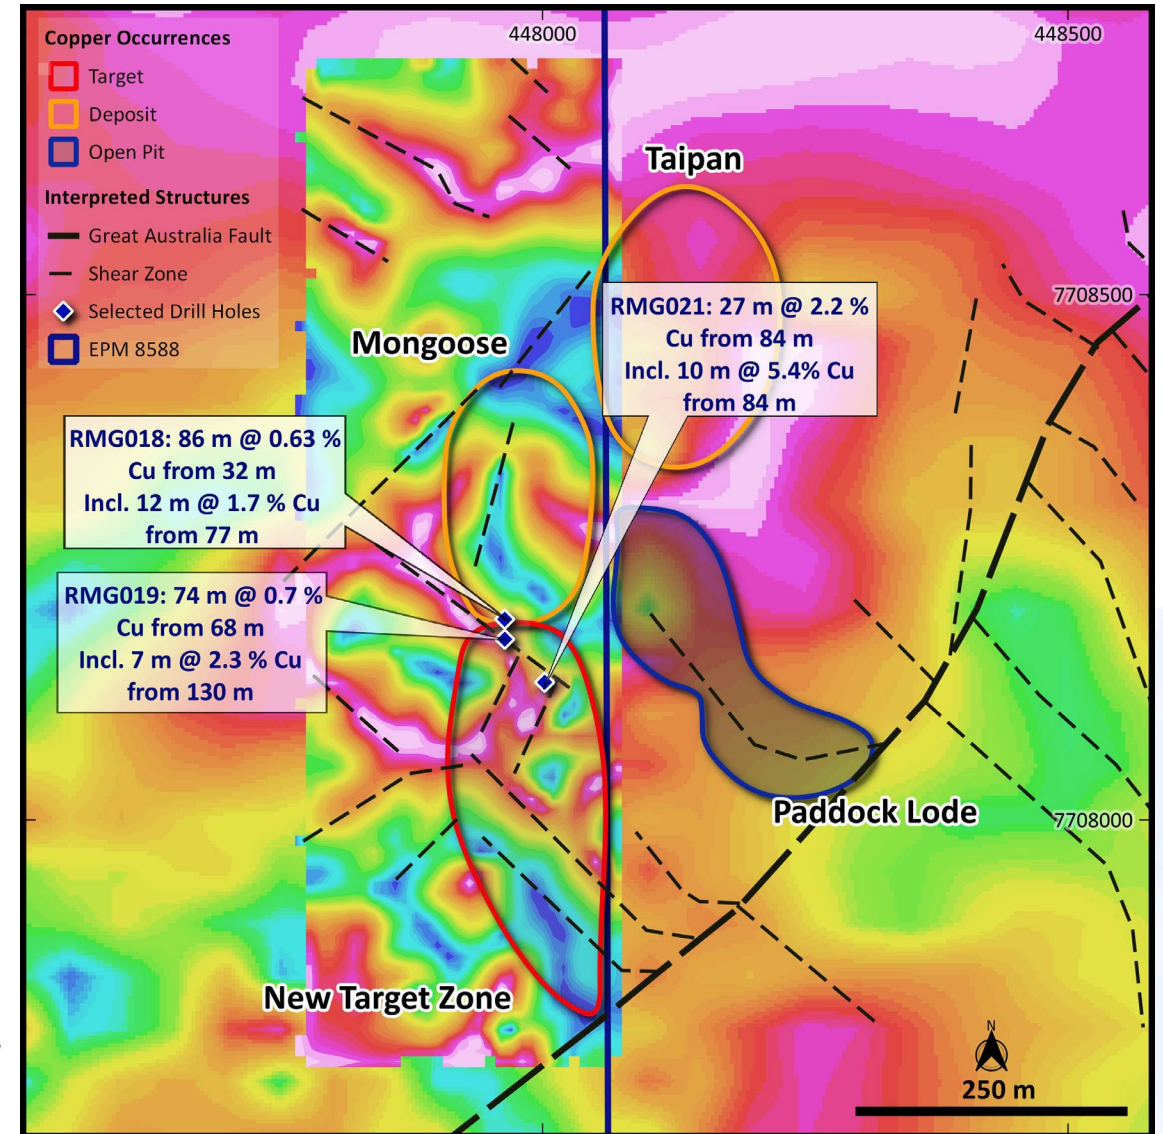 448000
448500
Copper Occurrences
Target
Deposit
Open Pit
Interpreted Structures
Great Australia Fault
Shear Zone
Selected Drill Holes
EPM 8588
Taipan
7708500
RMG021: 27 m @ 2.2 %
Cu from 84 m
Incl. 10 m @ 5.4% Cu
from 84 m
Mongoose
RMG018: 86 m @ 0.63 %
Cu from 32 m
Incl. 12 m @ 1.7 % Cu
from 77 m
RMG019: 74 m @ 0.7 %
Cu from 68 m
Incl. 7 m @ 2.3 % Cu
from 130 m
Paddock Lode
7708000
New Target Zone
N
250 m